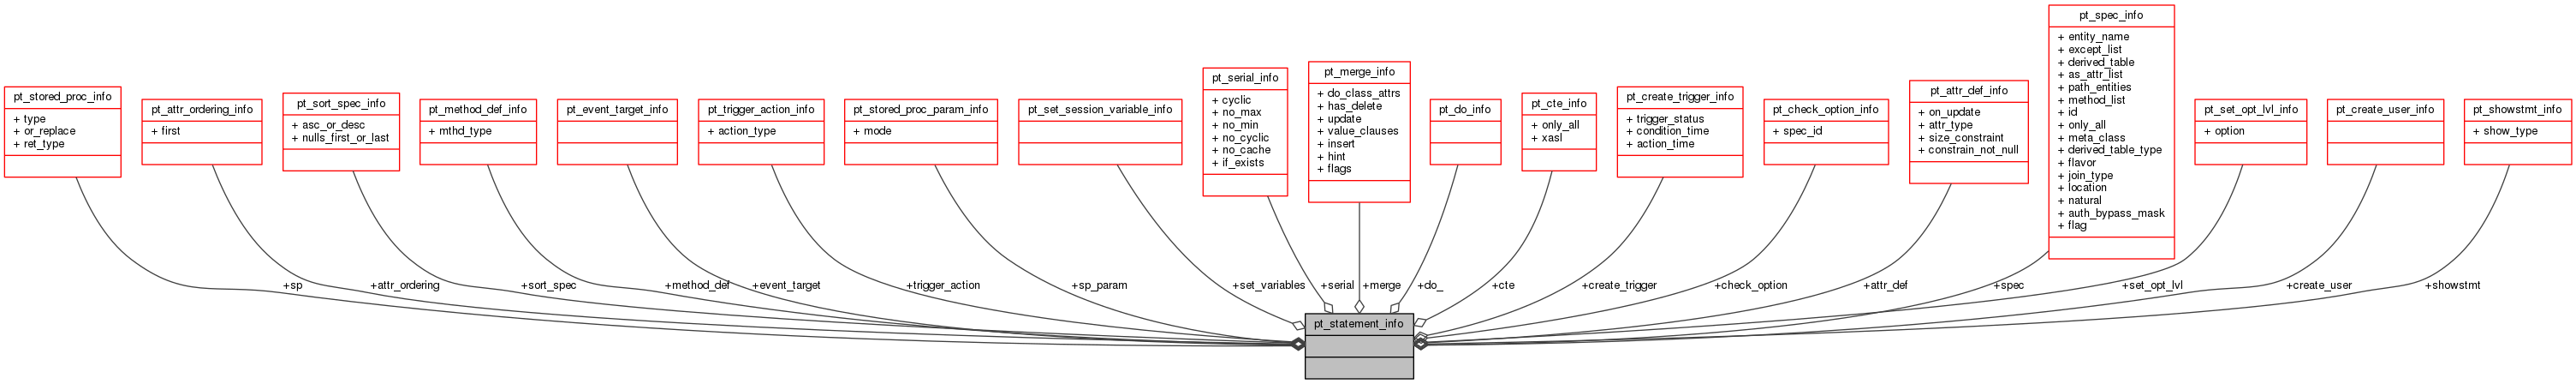 pt_stored_proc_info
+ type
+ or_replace
+ ret_type
pt_attr_ordering_info
+ first
pt_sort_spec_info
+ asc_or_desc
+ nulls_first_or_last
pt_method_def_info
+ mthd_type
pt_event_target_info
pt_trigger_action_info
+ action_type
pt_stored_proc_param_info
+ mode
pt_set_session_variable_info
pt_serial_info
+ cyclic
+ no_max
+ no_min
+ no_cyclic
+ no_cache
+ if_exists
pt_merge_info
+ do_class_attrs
+ has_delete
+ update
+ value_clauses
+ insert
+ hint
+ flags
pt_do_info
pt_cte_info
+ only_all
+ xasl
pt_create_trigger_info
+ trigger_status
+ condition_time
+ action_time
pt_check_option_info
+ spec_id
pt_attr_def_info
+ on_update
+ attr_type
+ size_constraint
+ constrain_not_null
pt_spec_info
+ entity_name
+ except_list
+ derived_table
+ as_attr_list
+ path_entities
+ method_list
+ id
+ only_all
+ meta_class
+ derived_table_type
+ flavor
+ join_type
+ location
+ natural
+ auth_bypass_mask
+ flag
pt_set_opt_lvl_info
+ option
pt_create_user_info
pt_showstmt_info
+ show_type
+sp
+attr_ordering
+sort_spec
+method_def
+event_target
+trigger_action
+sp_param
+set_variables
+serial
+merge
+do_
+cte
+create_trigger
+check_option
+attr_def
+spec
+set_opt_lvl
+create_user
+showstmt
pt_statement_info